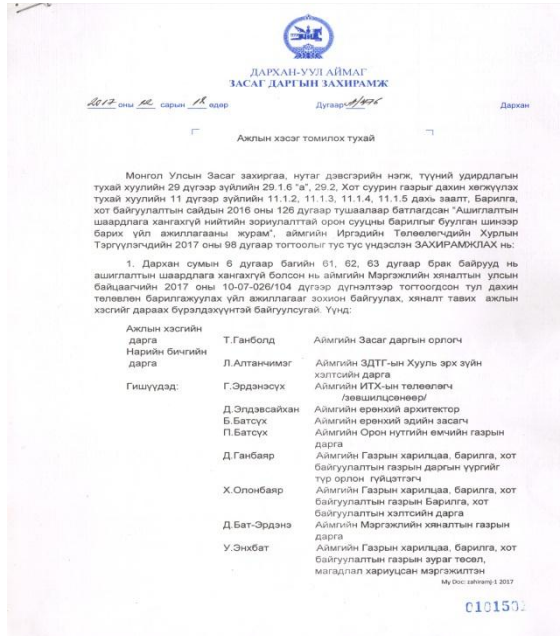 ДАРХАН-УУЛ АЙМАГ
ЗАСАГ ДАРГЫН ЗАХИРАМЖ
2017 оны 12 сарын 18 өдөр Дугаар А/476 Дархан
Ажлын хэсэг томилох тухай
Монгол Улсын Засаг захиргаа, нутаг дэвсгэрийн нэгж, түүний удирдлагын
тухай хуулийн 29 дүгээр зүйлийн 29.1.6 "а", 29.2, Хот суурин газрыг дахин хөгжүүлэх
тухай хуулийн 11 дүгээр зүйлийн 11.1.2, 11.1.3, 11.1.4, 11.1.5 дахь заалт, Барилга,
хот байгуулалтын сайдын 2016 оны 126 дугаар тушаалаар батлагдсан "Ашиглалтын
шаардлага хангахгүй нийтийн зориулалттай орон сууцны барилгыг буулган шинээр
барих үйл ажиллагааны журам", аймгийн Иргэдийн Төлөөлөгчдийн Хурлын
Тэргүүлэгчдийн 2017 оны 98 дугаар тогтоолыг тус тус үндэслэн ЗАХИРАМЖЛАХ нь:
1. Дархан сумын 6 дугаар багийн 61, 62, 63 дугаар брак байрууд нь
ашиглалтын шаардлага хангахгүй болсон нь аймгийн Мэргэжлийн хяналтын улсын
байцаагчийн 2017 оны 10-07-026/104 дүгээр дүгнэлтээр тогтоогдсон тул дахин
төлөвлөн барилгажуулах үйл ажиллагааг зохион байгуулах, хяналт тавих ажлын
хэсгийг дараах бүрэлдэхүүнтэй байгуулсугай. Үүнд:
Ажлын хэсгийн
дарга Т.Ганболд Аймгийн Засаг даргын орлогч
Нарийн бичгийн
дарга Л.Алтанчимэг Аймгийн ЗДТГ-ын Хууль эрх зүйн
хэлтсийн дарга
Гишүүдэд: Г.Эрдэнэсүх Аймгийн ИТХ-ын төлөөлөгч
/зөвшилцсөнөөр/
Д.Элдэвсайхан Аймгийн ерөнхий архитектор
Б.Батсүх Аймгийн ерөнхий эдийн засагч
П.Батсүх Аймгийн Орон нутгийн өмчийн газрын
дарга
Д.Ганбаяр Аймгийн Газрын харилцаа, барилга, хот
байгуулалтын газрын даргын үүргийг
түр орлон гүйцэтгэгч
Х.Олонбаяр Аймгийн Газрын харилцаа, барилга, хот
байгуулалтын газрын Барилга, хот
байгуулалтын хэлтсийн дарга
Д.Бат-Эрдэнэ Аймгийн Мэргэжлийн хяналтын газрын
дарга
У.Энхбат Аймгийн Газрын харилцаа, барилга, хот
байгуулалтын газрын зураг төсөл,
магадлал хариуцсан мэргэжилтэн
My Doc: zahiramj-1 2017